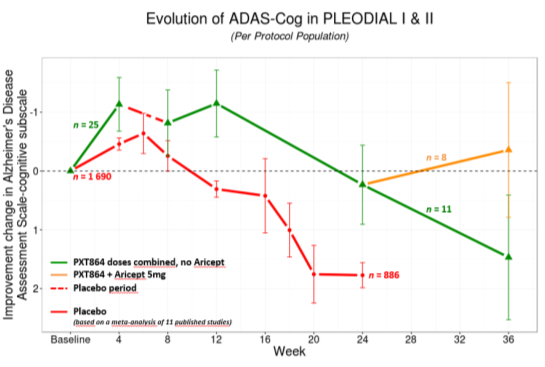 Evolution of ADAS-Cog in PLEODIAL I & II
(Per Protocol Population)
Improvement change in Alzheimer's Disease
Assessment Scale-cognitive subscale
-1
0
1
2
n = 25
n = 1 690
n = 8
n = 11
n = 886
PXT864 doses combined, no Aricept
PXT864 + Aricept 5mg
Placebo period
Placebo
(based on a meta-analysis of 11 published studies)
Baseline 4 8 12 16 20 24 28 32 36
Week